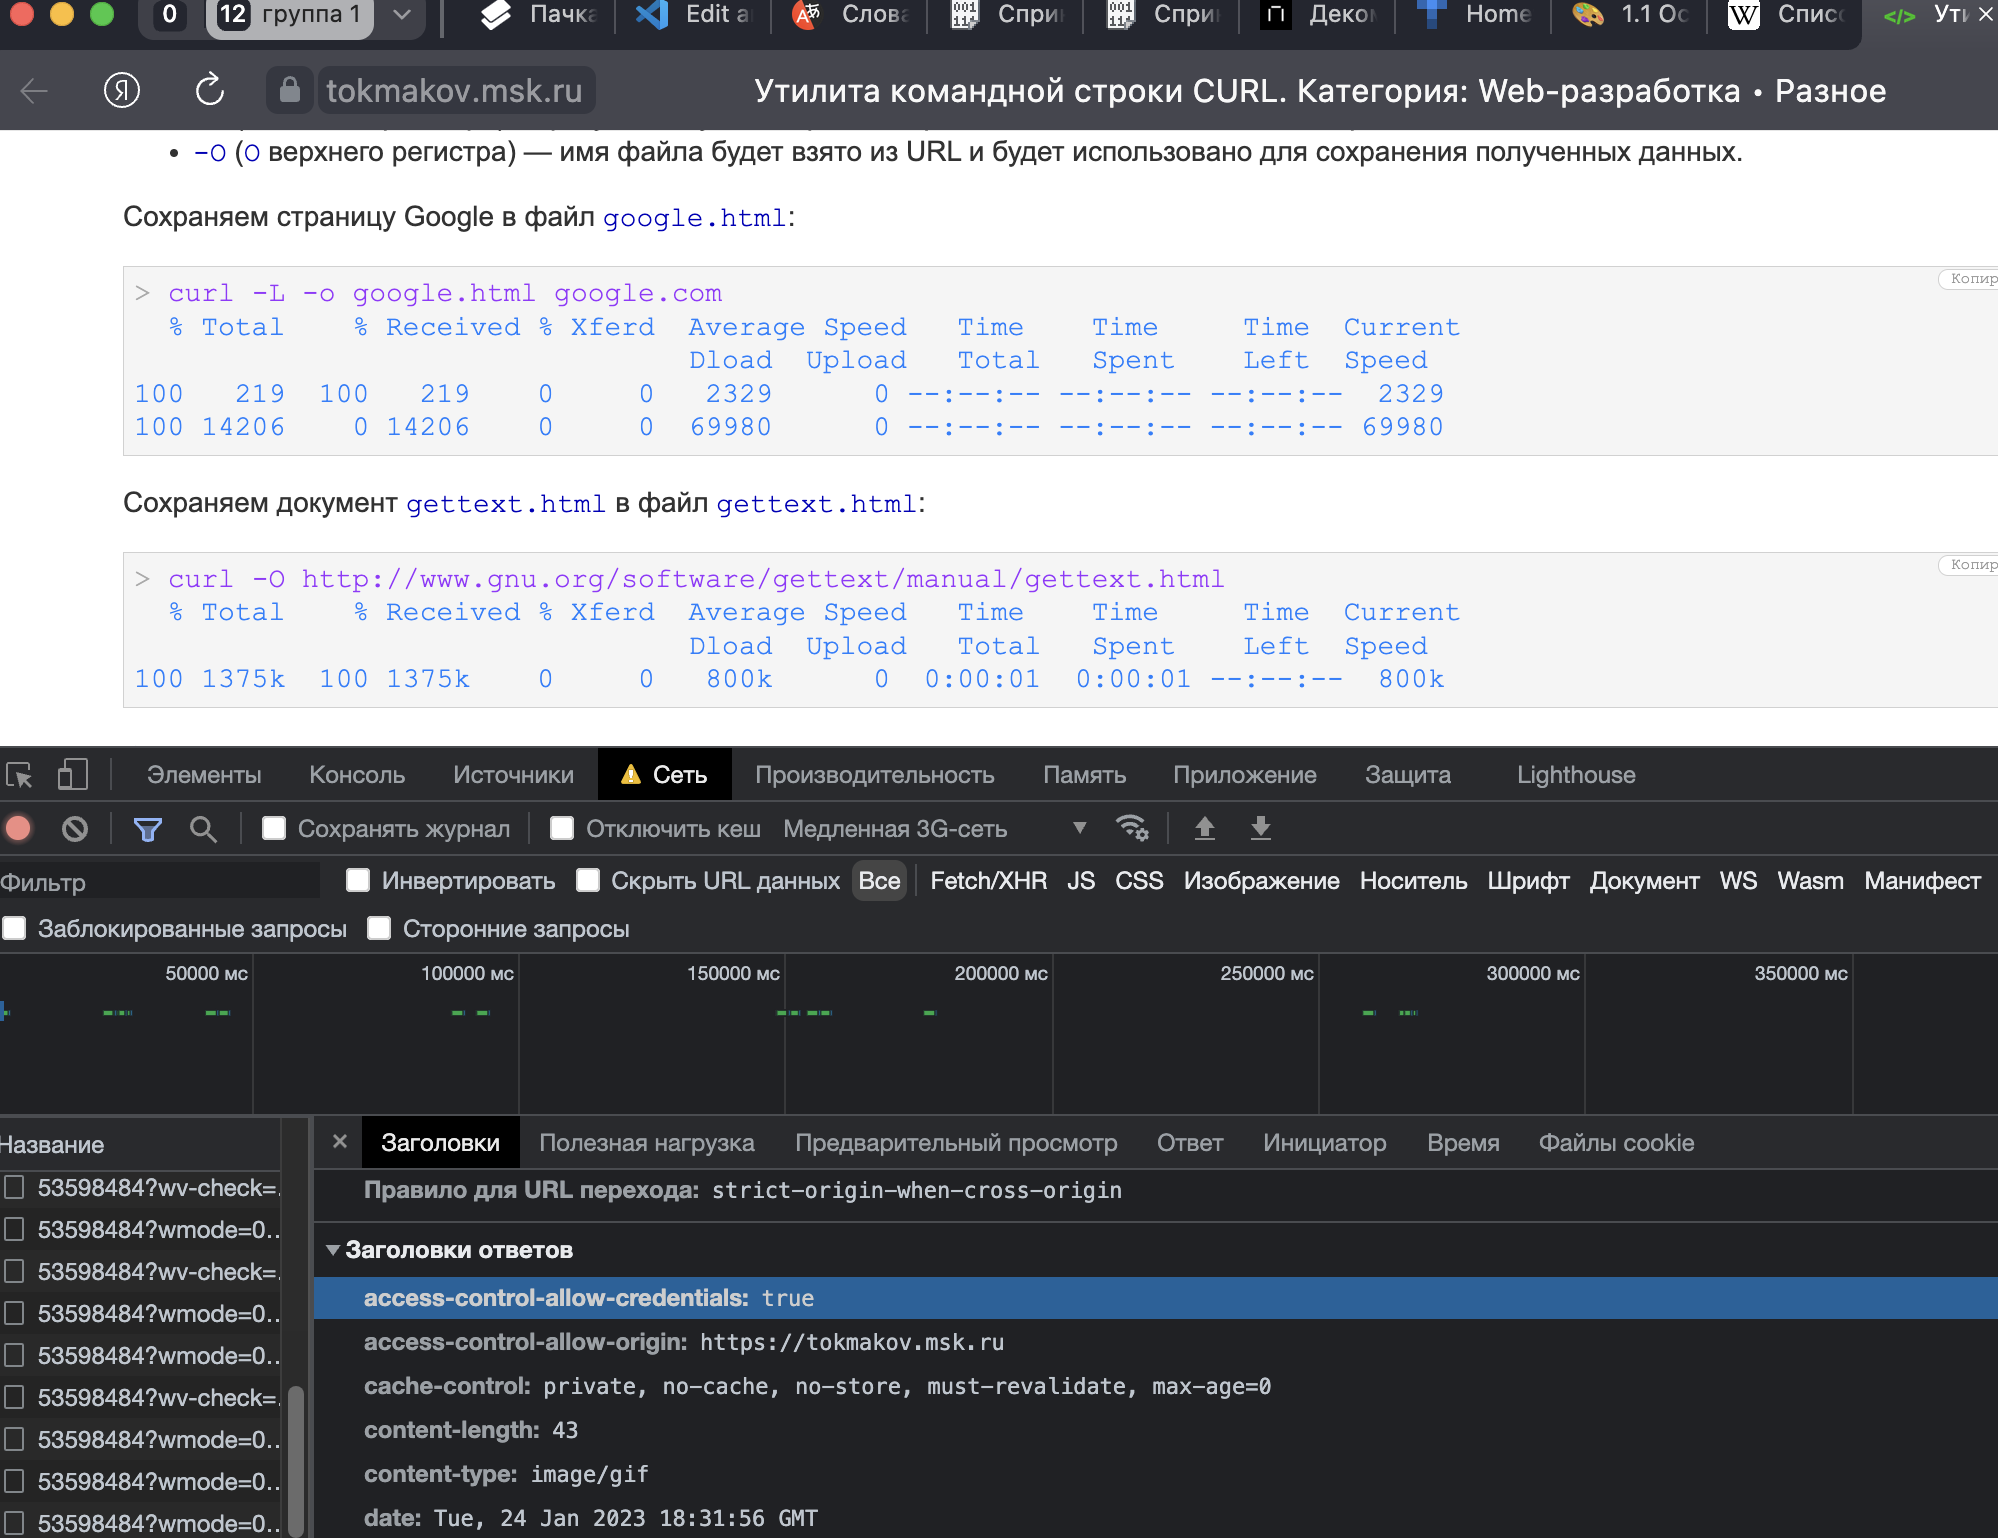 0 12 группа 1 Пачка Edit a Слова Сприн Сприн Деком Home 1.1 Ос W Списо </> Ути
Я tokmakov.msk.ru Утилита командной строки CURL. Категория: Web-разработка • Разное
• -O (O верхнего регистра) — имя файла будет взято из URL и будет использовано для сохранения полученных данных.
Сохраняем страницу Google в файл google.html:
Копир
> curl -L -o google.html google.com
% Total % Received % Xferd Average Speed Time Time Time Current
Dload Upload Total Spent Left Speed
100 219 100 219 0 0 2329 0 --:--:-- --:--:-- --:--:-- 2329
100 14206 0 14206 0 0 69980 0 --:--:-- --:--:-- --:--:-- 69980
Сохраняем документ gettext.html в файл gettext.html:
Копир
> curl -O http://www.gnu.org/software/gettext/manual/gettext.html
% Total % Received % Xferd Average Speed Time Time Time Current
Dload Upload Total Spent Left Speed
100 1375k 100 1375k 0 0 800k 0 0:00:01 0:00:01 --:--:-- 800k
Элементы Консоль Источники Сеть Производительность Память Приложение Защита Lighthouse
Сохранять журнал Отключить кеш Медленная 3G-сеть
Фильтр Инвертировать Скрыть URL данных Все Fetch/XHR JS CSS Изображение Носитель Шрифт Документ WS Wasm Манифест
Заблокированные запросы Сторонние запросы
50000 мс 100000 мс 150000 мс 200000 мс 250000 мс 300000 мс 350000 мс
Название
53598484?wv-check=.
53598484?wmode=0..
53598484?wv-check=.
53598484?wmode=0..
53598484?wmode=0..
53598484?wv-check=.
53598484?wmode=0..
53598484?wmode=0..
53598484?wmode=0..
× Заголовки Полезная нагрузка Предварительный просмотр Ответ Инициатор Время Файлы cookie
Правило для URL перехода: strict-origin-when-cross-origin
Заголовки ответов
access-control-allow-credentials: true
access-control-allow-origin: https://tokmakov.msk.ru
cache-control: private, no-cache, no-store, must-revalidate, max-age=0
content-length: 43
content-type: image/gif
date: Tue, 24 Jan 2023 18:31:56 GMT